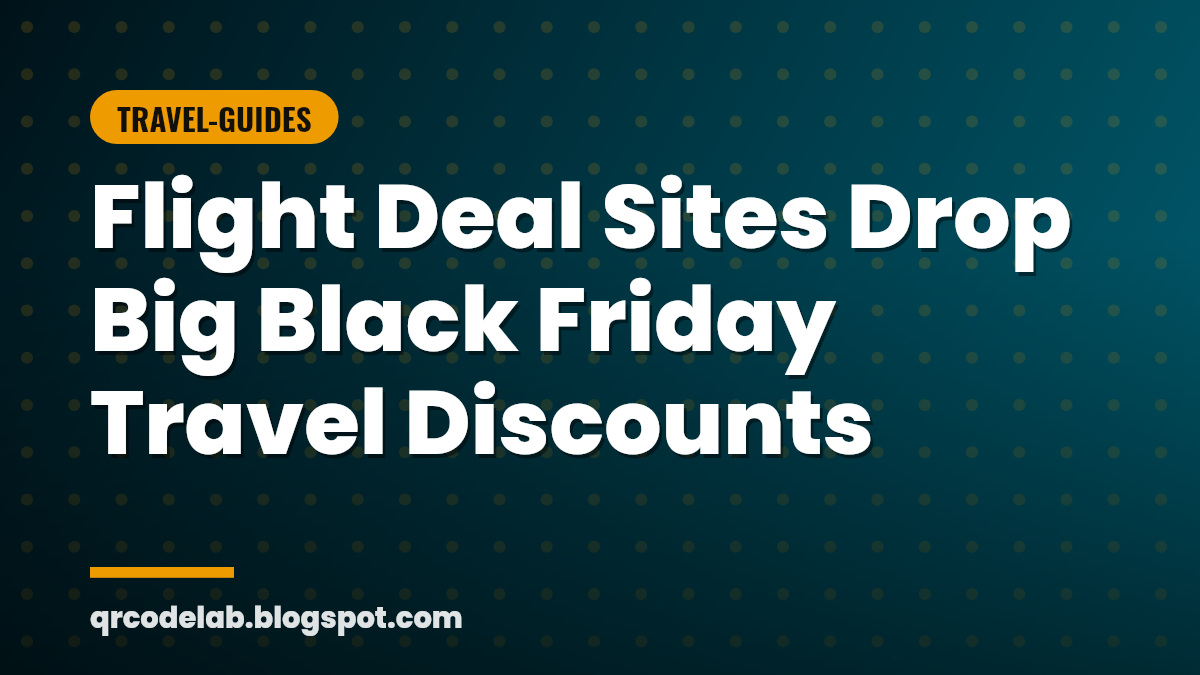 TRAVEL-GUIDES
Flight Deal Sites Drop
Big Black Friday
Travel Discounts
qrcodelab.blogspot.com